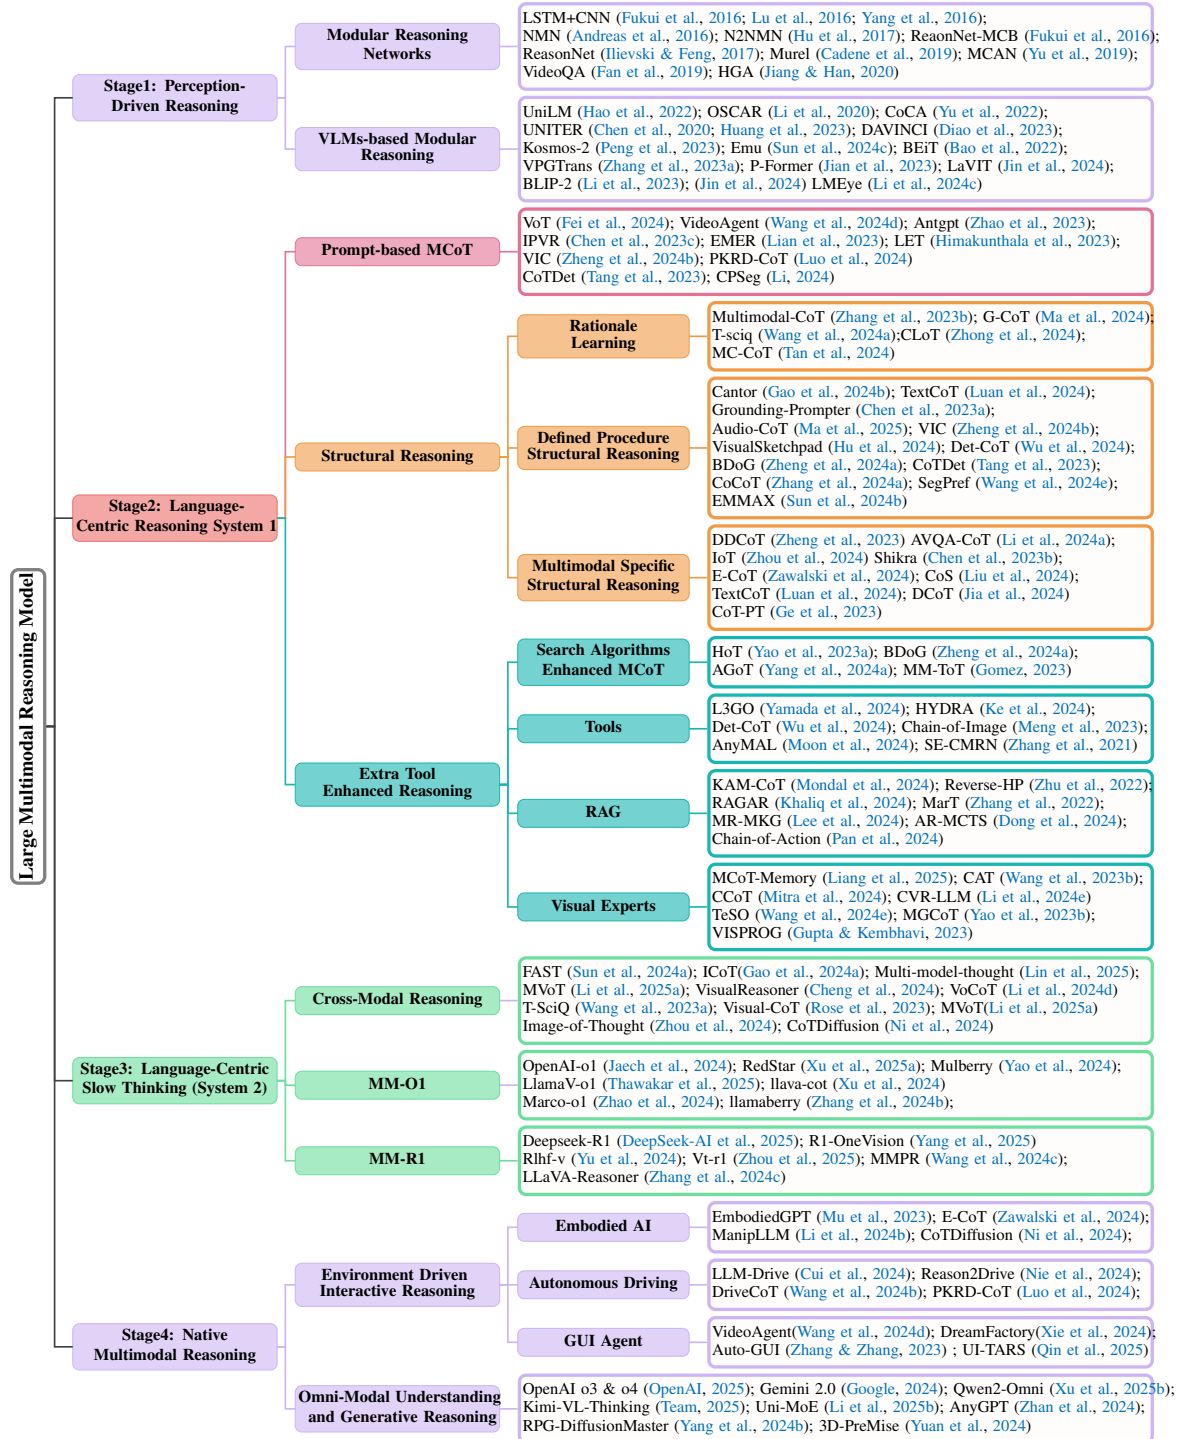 Large Multimodal Reasoning Model
Stage1: Perception-
Driven Reasoning
Modular Reasoning
Networks
LSTM+CNN (Fukui et al., 2016; Lu et al., 2016; Yang et al., 2016);
NMN (Andreas et al., 2016); N2NMN (Hu et al., 2017); ReaonNet-MCB (Fukui et al., 2016);
ReasonNet (Ilievski & Feng, 2017); Murel (Cadene et al., 2019); MCAN (Yu et al., 2019);
VideoQA (Fan et al., 2019); HGA (Jiang & Han, 2020)
VLMs-based Modular
Reasoning
UniLM (Hao et al., 2022); OSCAR (Li et al., 2020); CoCA (Yu et al., 2022);
UNITER (Chen et al., 2020; Huang et al., 2023); DAVINCI (Diao et al., 2023);
Kosmos-2 (Peng et al., 2023); Emu (Sun et al., 2024c); BEiT (Bao et al., 2022);
VPGTrans (Zhang et al., 2023a); P-Former (Jian et al., 2023); LaVIT (Jin et al., 2024);
BLIP-2 (Li et al., 2023); (Jin et al., 2024) LMEye (Li et al., 2024c)
Stage2: Language-
Centric Reasoning System 1
Prompt-based MCoT
VoT (Fei et al., 2024); VideoAgent (Wang et al., 2024d); Antgpt (Zhao et al., 2023);
IPVR (Chen et al., 2023c); EMER (Lian et al., 2023); LET (Himakunthala et al., 2023);
VIC (Zheng et al., 2024b); PKRD-CoT (Luo et al., 2024)
CoTDet (Tang et al., 2023); CPSeg (Li, 2024)
Structural Reasoning
Rationale
Learning
Multimodal-CoT (Zhang et al., 2023b); G-CoT (Ma et al., 2024);
T-sciq (Wang et al., 2024a);CLoT (Zhong et al., 2024);
MC-CoT (Tan et al., 2024)
Defined Procedure
Structural Reasoning
Cantor (Gao et al., 2024b); TextCoT (Luan et al., 2024);
Grounding-Prompter (Chen et al., 2023a);
Audio-CoT (Ma et al., 2025); VIC (Zheng et al., 2024b);
VisualSketchpad (Hu et al., 2024); Det-CoT (Wu et al., 2024);
BDoG (Zheng et al., 2024a); CoTDet (Tang et al., 2023);
CoCoT (Zhang et al., 2024a); SegPref (Wang et al., 2024e);
EMMAX (Sun et al., 2024b)
Multimodal Specific
Structural Reasoning
DDCoT (Zheng et al., 2023) AVQA-CoT (Li et al., 2024a);
IoT (Zhou et al., 2024) Shikra (Chen et al., 2023b);
E-CoT (Zawalski et al., 2024); CoS (Liu et al., 2024);
TextCoT (Luan et al., 2024); DCoT (Jia et al., 2024)
CoT-PT (Ge et al., 2023)
Extra Tool
Enhanced Reasoning
Search Algorithms
Enhanced MCoT
HoT (Yao et al., 2023a); BDoG (Zheng et al., 2024a);
AGoT (Yang et al., 2024a); MM-ToT (Gomez, 2023)
Tools
L3GO (Yamada et al., 2024); HYDRA (Ke et al., 2024);
Det-CoT (Wu et al., 2024); Chain-of-Image (Meng et al., 2023);
AnyMAL (Moon et al., 2024); SE-CMRN (Zhang et al., 2021)
RAG
KAM-CoT (Mondal et al., 2024); Reverse-HP (Zhu et al., 2022);
RAGAR (Khaliq et al., 2024); MarT (Zhang et al., 2022);
MR-MKG (Lee et al., 2024); AR-MCTS (Dong et al., 2024);
Chain-of-Action (Pan et al., 2024)
Visual Experts
MCoT-Memory (Liang et al., 2025); CAT (Wang et al., 2023b);
CCoT (Mitra et al., 2024); CVR-LLM (Li et al., 2024e)
TeSO (Wang et al., 2024e); MGCoT (Yao et al., 2023b);
VISPROG (Gupta & Kembhavi, 2023)
Stage3: Language-Centric
Slow Thinking (System 2)
Cross-Modal Reasoning
FAST (Sun et al., 2024a); ICoT(Gao et al., 2024a); Multi-model-thought (Lin et al., 2025);
MVoT (Li et al., 2025a); VisualReasoner (Cheng et al., 2024); VoCoT (Li et al., 2024d)
T-SciQ (Wang et al., 2023a); Visual-CoT (Rose et al., 2023); MVoT(Li et al., 2025a)
Image-of-Thought (Zhou et al., 2024); CoTDiffusion (Ni et al., 2024)
MM-O1
OpenAI-o1 (Jaech et al., 2024); RedStar (Xu et al., 2025a); Mulberry (Yao et al., 2024);
LlamaV-o1 (Thawakar et al., 2025); llava-cot (Xu et al., 2024)
Marco-o1 (Zhao et al., 2024); llamaberry (Zhang et al., 2024b);
MM-R1
Deepseek-R1 (DeepSeek-AI et al., 2025); R1-OneVision (Yang et al., 2025)
Rlhf-v (Yu et al., 2024); Vt-r1 (Zhou et al., 2025); MMPR (Wang et al., 2024c);
LLaVA-Reasoner (Zhang et al., 2024c)
Stage4: Native
Multimodal Reasoning
Environment Driven
Interactive Reasoning
Embodied AI
EmbodiedGPT (Mu et al., 2023); E-CoT (Zawalski et al., 2024);
ManipLLM (Li et al., 2024b); CoTDiffusion (Ni et al., 2024);
Autonomous Driving
LLM-Drive (Cui et al., 2024); Reason2Drive (Nie et al., 2024);
DriveCoT (Wang et al., 2024b); PKRD-CoT (Luo et al., 2024);
GUI Agent
VideoAgent(Wang et al., 2024d); DreamFactory(Xie et al., 2024);
Auto-GUI (Zhang & Zhang, 2023) ; UI-TARS (Qin et al., 2025)
Omni-Modal Understanding
and Generative Reasoning
OpenAI o3 & o4 (OpenAI, 2025); Gemini 2.0 (Google, 2024); Qwen2-Omni (Xu et al., 2025b);
Kimi-VL-Thinking (Team, 2025); Uni-MoE (Li et al., 2025b); AnyGPT (Zhan et al., 2024);
RPG-DiffusionMaster (Yang et al., 2024b); 3D-PreMise (Yuan et al., 2024)